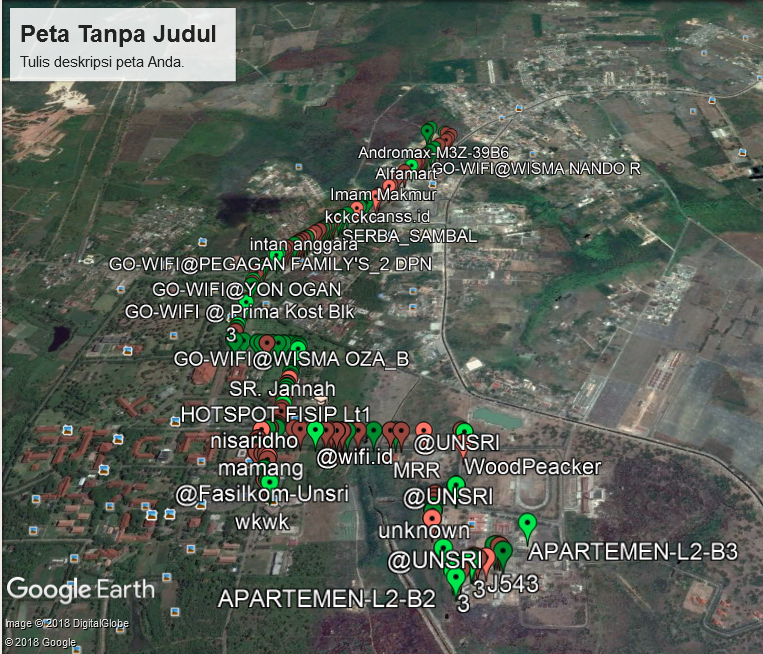 Peta Tanpa Judul
Tulis deskripsi peta Anda.
Andromax-M3Z-39B6
GO-WIFI@WISMA NANDO R
Alfamart
Imam Makmur
kckckcanss.id
SERBA_SAMBAL
intan anggara
GO-WIFI@PEGAGAN FAMILY'S_2 DPN
GO-WIFI@YON OGAN
GO-WIFI @ Prima Kost Blk
3
GO-WIFI@WISMA OZA_B
SR. Jannah
HOTSPOT FISIP Lt1
nisaridho
@UNSRI
@wifi.id
mamang
MRR
WoodPeacker
@Fasilkom-Unsri
@UNSRI
wkwk
unknown
APARTEMEN-L2-B3
@UNSRI
3
J543
APARTEMEN-L2-B2
3
Google Earth
Image © 2018 DigitalGlobe
© 2018 Google